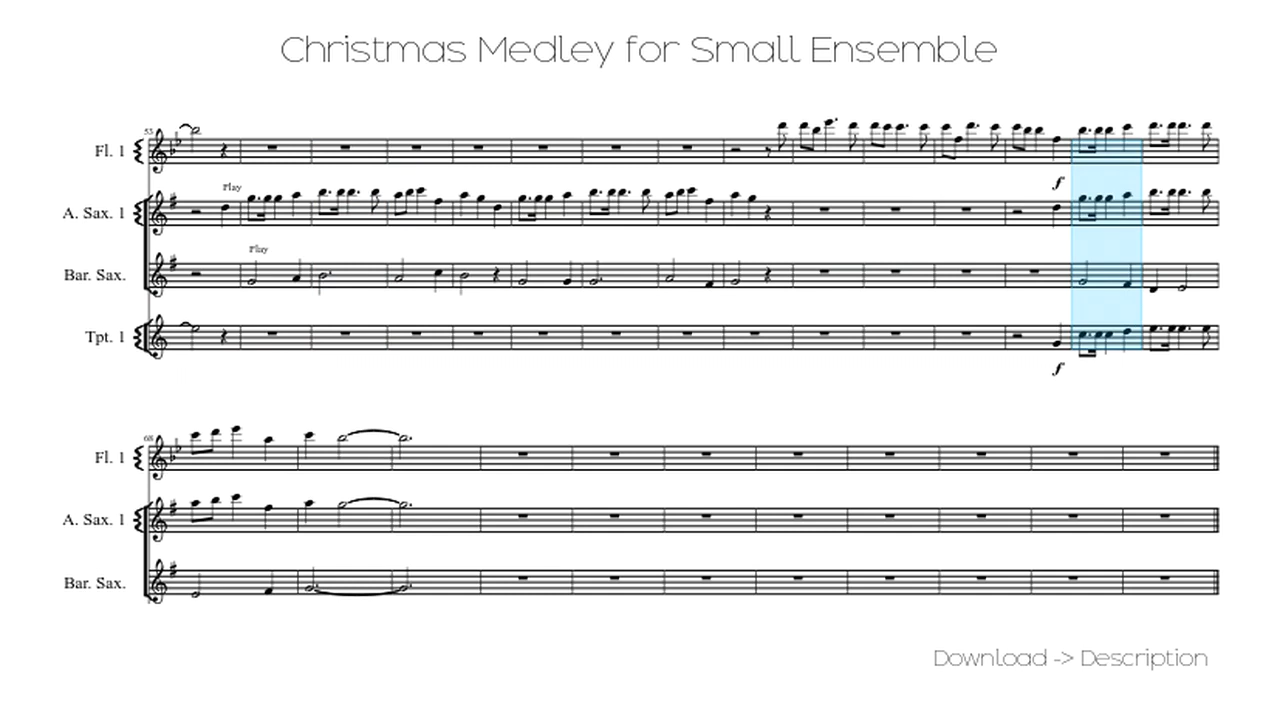 Christmas Medley for Small Ensemble
53
Fl. 1
f
Play
A. Sax. 1
Play
Bar. Sax.
Tpt. 1
f
68
Fl. 1
A. Sax. 1
Bar. Sax.
Download -> Description